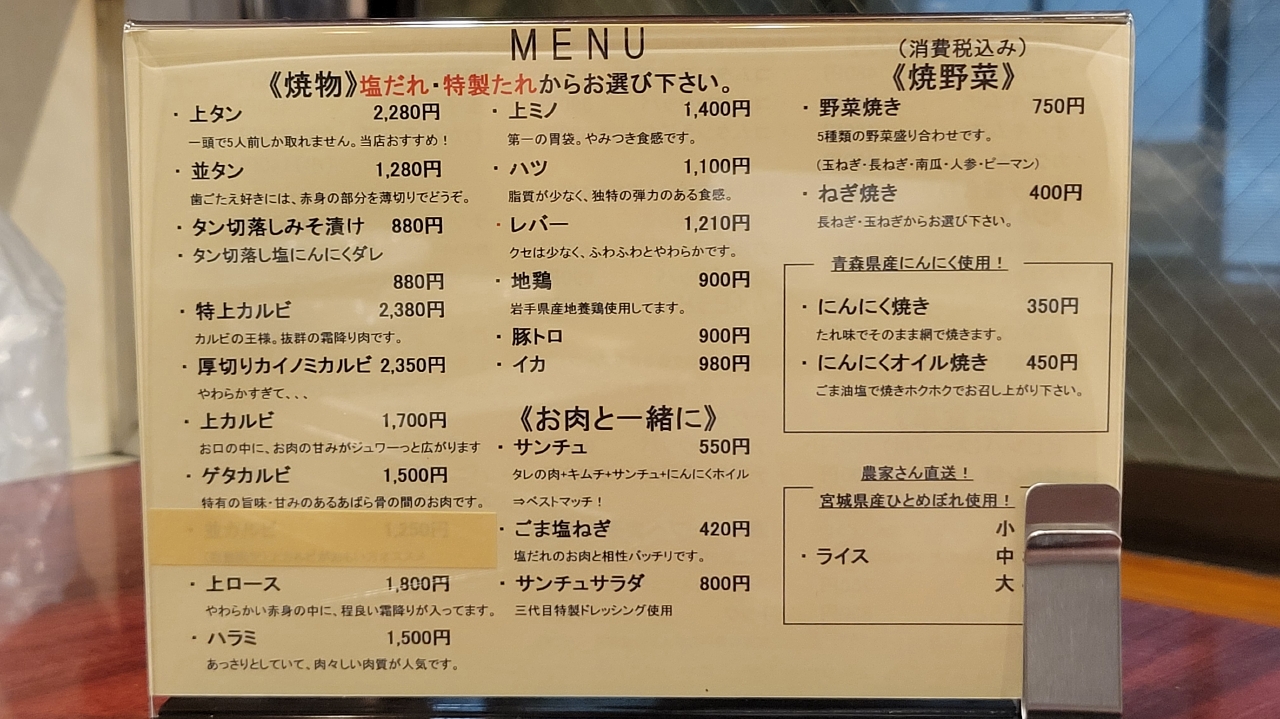 MENU
《焼物》塩だれ・特製たれからお選び下さい。
・上タン 2,280円
一頭で5人前しか取れません。当店おすすめ！
・並タン 1,280円
歯ごたえ好きには、赤身の部分を薄切りでどうぞ。
・タン切落しみそ漬け 880円
・タン切落し塩にんにくダレ
880円
・特上カルビ 2,380円
カルビの王様。抜群の霜降り肉です。
・厚切りカイノミカルビ 2,350円
やわらかすぎて、、、
・上カルビ 1,700円
お口の中に、お肉の甘みがジュワーっと広がります
・ゲタカルビ 1,500円
特有の旨味・甘みのあるあばら骨の間のお肉です。
並カルビ 1,250円
・上ロース 1,800円
やわらかい赤身の中に、程良い霜降りが入ってます。
・ハラミ 1,500円
あっさりとしていて、肉々しい肉質が人気です。
・上ミノ 1,400円
第一の胃袋。やみつき食感です。
・ハツ 1,100円
脂質が少なく、独特の弾力のある食感。
・レバー 1,210円
クセは少なく、ふわふわとやわらかです。
・地鶏 900円
岩手県産地養鶏使用してます。
・豚トロ 900円
・イカ 980円
《お肉と一緒に》
・サンチュ 550円
タレの肉+キムチ+サンチュ+にんにくホイル
⇒ベストマッチ！
・ごま塩ねぎ 420円
塩だれのお肉と相性バッチリです。
・サンチュサラダ 800円
三代目特製ドレッシング使用
（消費税込み）
《焼野菜》
・野菜焼き 750円
5種類の野菜盛り合わせです。
（玉ねぎ・長ねぎ・南瓜・人参・ピーマン）
・ねぎ焼き 400円
長ねぎ・玉ねぎからお選び下さい。
青森県産にんにく使用！
・にんにく焼き 350円
たれ味でそのまま網で焼きます。
・にんにくオイル焼き 450円
ごま油塩で焼きホクホクでお召し上がり下さい。
農家さん直送！
宮城県産ひとめぼれ使用！
小
・ライス 中
大